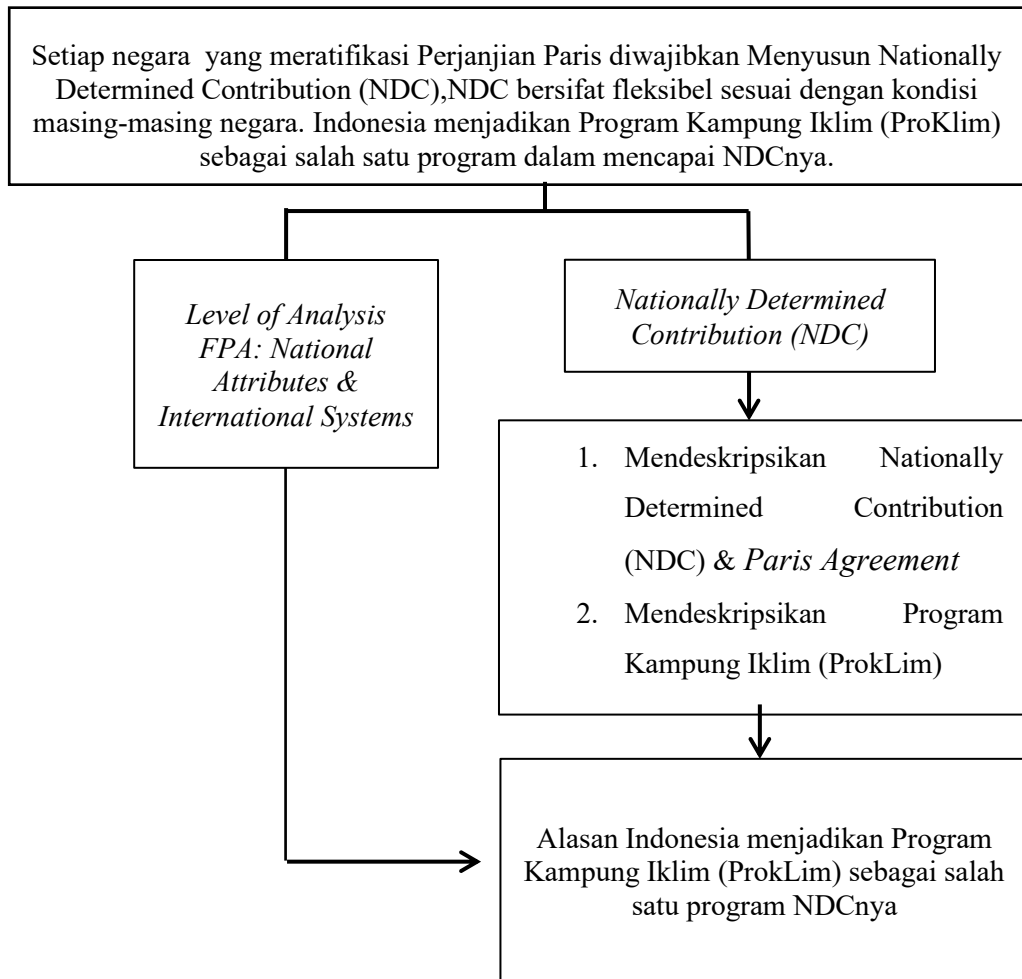 Setiap negara yang meratifikasi Perjanjian Paris diwajibkan Menyusun Nationally
Determined Contribution (NDC),NDC bersifat fleksibel sesuai dengan kondisi
masing-masing negara. Indonesia menjadikan Program Kampung Iklim (ProKlim)
sebagai salah satu program dalam mencapai NDCnya.
Level of Analysis
FPA: National
Attributes &
International Systems
Nationally Determined
Contribution (NDC)
1. Mendeskripsikan Nationally
Determined Contribution
(NDC) & Paris Agreement
2. Mendeskripsikan Program
Kampung Iklim (ProkLim)
Alasan Indonesia menjadikan Program
Kampung Iklim (ProkLim) sebagai salah
satu program NDCnya